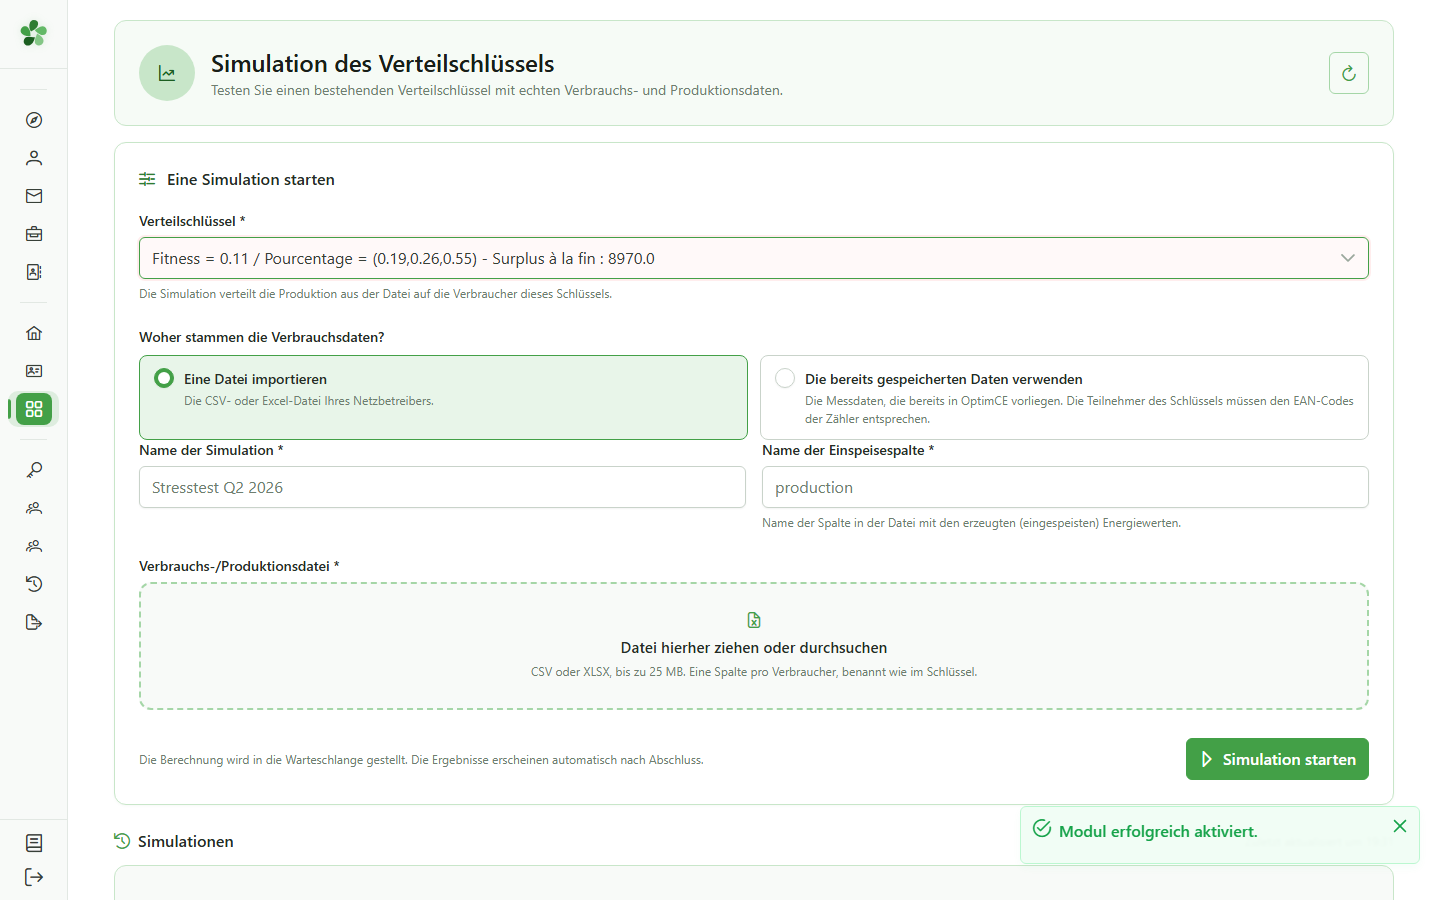 Simulation des Verteilschlüssels
Testen Sie einen bestehenden Verteilschlüssel mit echten Verbrauchs- und Produktionsdaten.
Eine Simulation starten
Verteilschlüssel *
Fitness = 0.11 / Pourcentage = (0.19,0.26,0.55) - Surplus à la fin : 8970.0
Die Simulation verteilt die Produktion aus der Datei auf die Verbraucher dieses Schlüssels.
Woher stammen die Verbrauchsdaten?
Eine Datei importieren
Die CSV- oder Excel-Datei Ihres Netzbetreibers.
Die bereits gespeicherten Daten verwenden
Die Messdaten, die bereits in OptimCE vorliegen. Die Teilnehmer des Schlüssels müssen den EAN-Codes
der Zähler entsprechen.
Name der Simulation *
Stresstest Q2 2026
Name der Einspeisespalte *
production
Name der Spalte in der Datei mit den erzeugten (eingespeisten) Energiewerten.
Verbrauchs-/Produktionsdatei *
Datei hierher ziehen oder durchsuchen
CSV oder XLSX, bis zu 25 MB. Eine Spalte pro Verbraucher, benannt wie im Schlüssel.
Die Berechnung wird in die Warteschlange gestellt. Die Ergebnisse erscheinen automatisch nach Abschluss.
Simulation starten
Simulationen
Modul erfolgreich aktiviert.